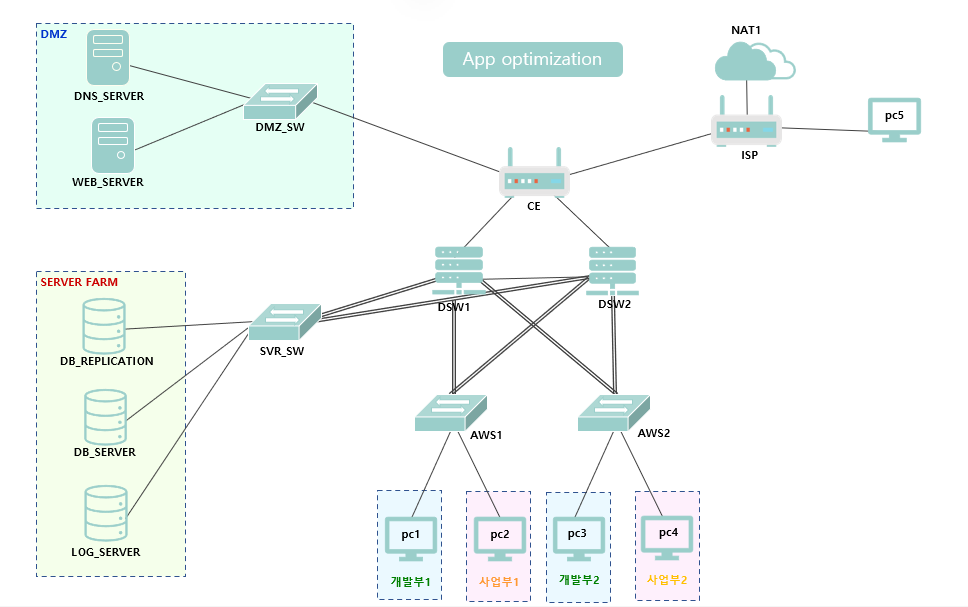 DMZ
DNS_SERVER
WEB_SERVER
DMZ_SW
App optimization
NAT1
ISP
pc5
CE
SERVER FARM
DB_REPLICATION
DB_SERVER
LOG_SERVER
SVR_SW
DSW1
DSW2
AWS1
AWS2
pc1
개발부1
pc2
사업부1
pc3
개발부2
pc4
사업부2